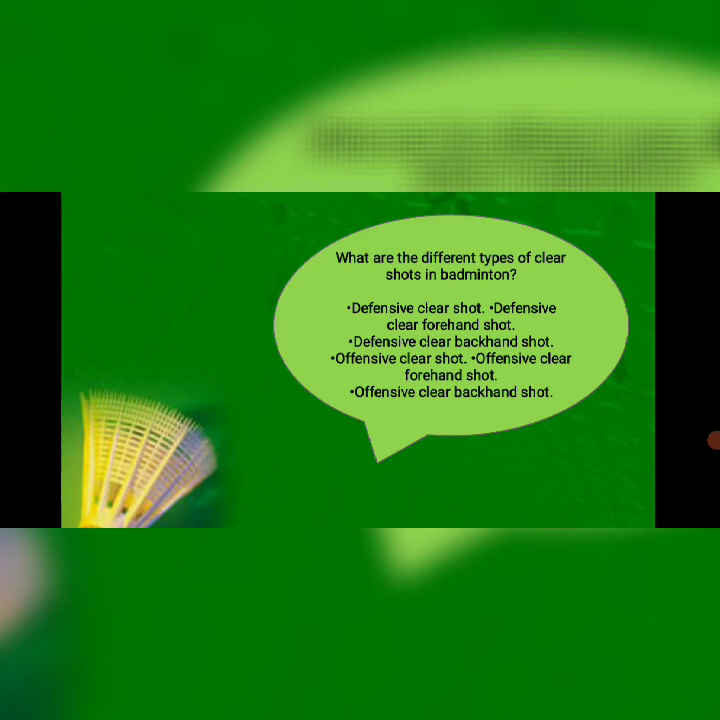 What are the different types of clear
shots in badminton?
•Defensive clear shot. •Defensive
clear forehand shot.
•Defensive clear backhand shot.
•Offensive clear shot. •Offensive clear
forehand shot.
•Offensive clear backhand shot.